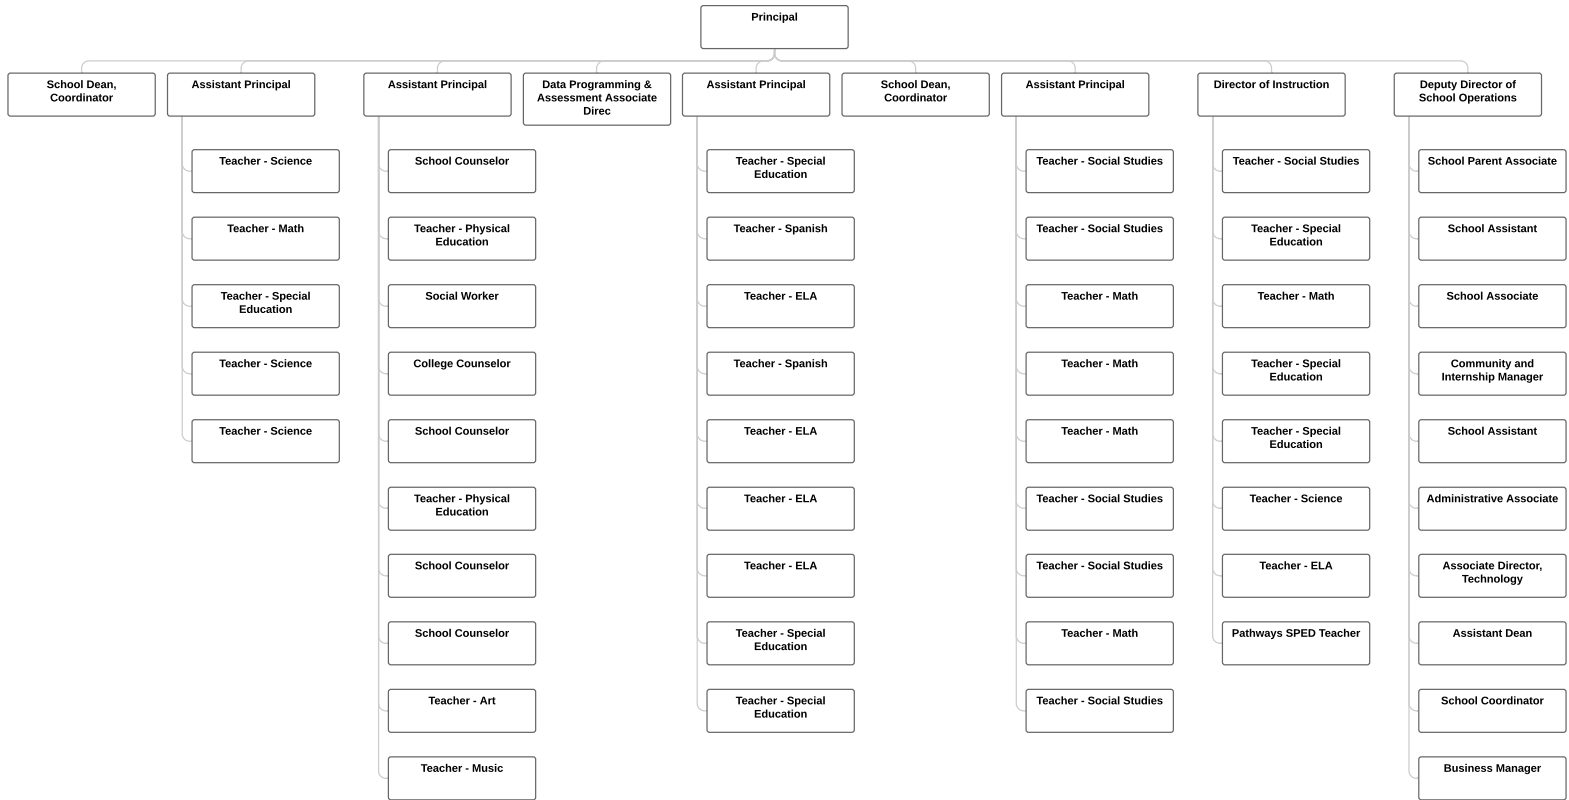 Principal
School Dean,
Coordinator
Assistant Principal
Assistant Principal
Data Programming &
Assessment Associate
Direc
Assistant Principal
School Dean,
Coordinator
Assistant Principal
Director of Instruction
Deputy Director of
School Operations
Teacher - Science
Teacher - Math
Teacher - Special
Education
Teacher - Science
Teacher - Science
School Counselor
Teacher - Physical
Education
Social Worker
College Counselor
School Counselor
Teacher - Physical
Education
School Counselor
School Counselor
Teacher - Art
Teacher - Music
Teacher - Special
Education
Teacher - Spanish
Teacher - ELA
Teacher - Spanish
Teacher - ELA
Teacher - ELA
Teacher - ELA
Teacher - Special
Education
Teacher - Special
Education
Teacher - Social Studies
Teacher - Social Studies
Teacher - Math
Teacher - Math
Teacher - Math
Teacher - Social Studies
Teacher - Social Studies
Teacher - Math
Teacher - Social Studies
Teacher - Social Studies
Teacher - Special
Education
Teacher - Math
Teacher - Special
Education
Teacher - Special
Education
Teacher - Science
Teacher - ELA
Pathways SPED Teacher
School Parent Associate
School Assistant
School Associate
Community and
Internship Manager
School Assistant
Administrative Associate
Associate Director,
Technology
Assistant Dean
School Coordinator
Business Manager